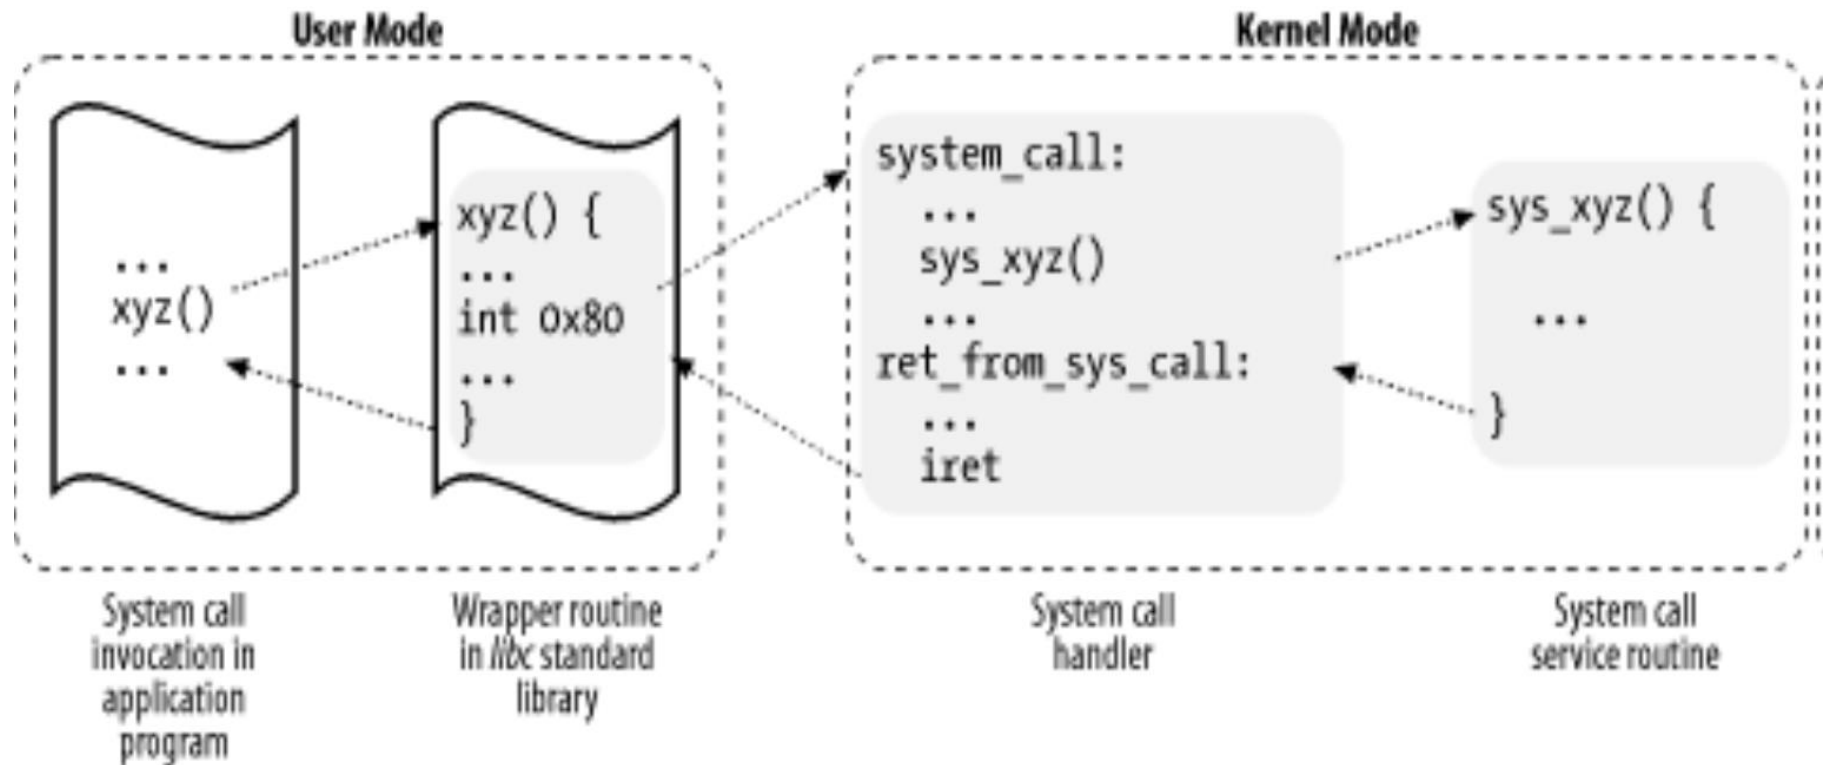 User Mode
Kernel Mode
...
xyz()
...
xyz() {
...
int 0x80
...
}
system_call:
...
sys_xyz()
...
ret_from_sys_call:
...
iret
sys_xyz() {
...
}
System call
invocation in
application
program
Wrapper routine
in libc standard
library
System call
handler
System call
service routine